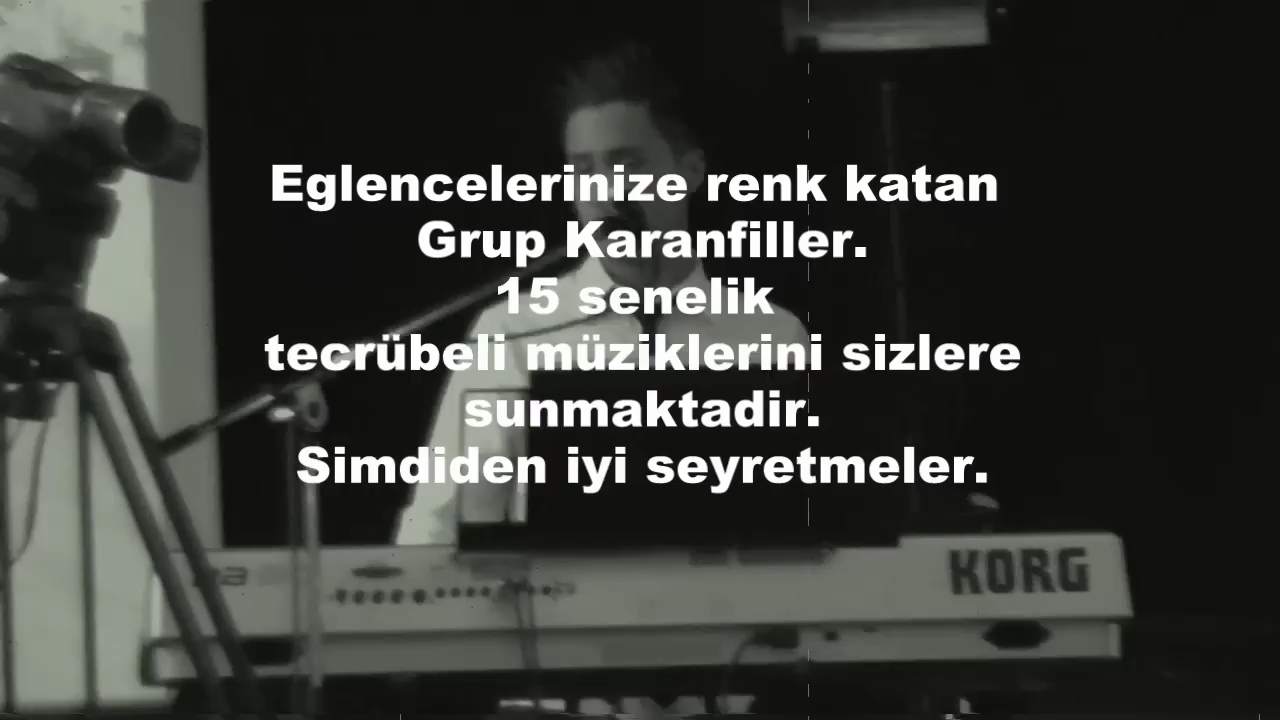 Eglencelerinize renk katan
Grup Karanfiller.
15 senelik
tecrübeli müziklerini sizlere
sunmaktadir.
Simdiden iyi seyretmeler.
KORG